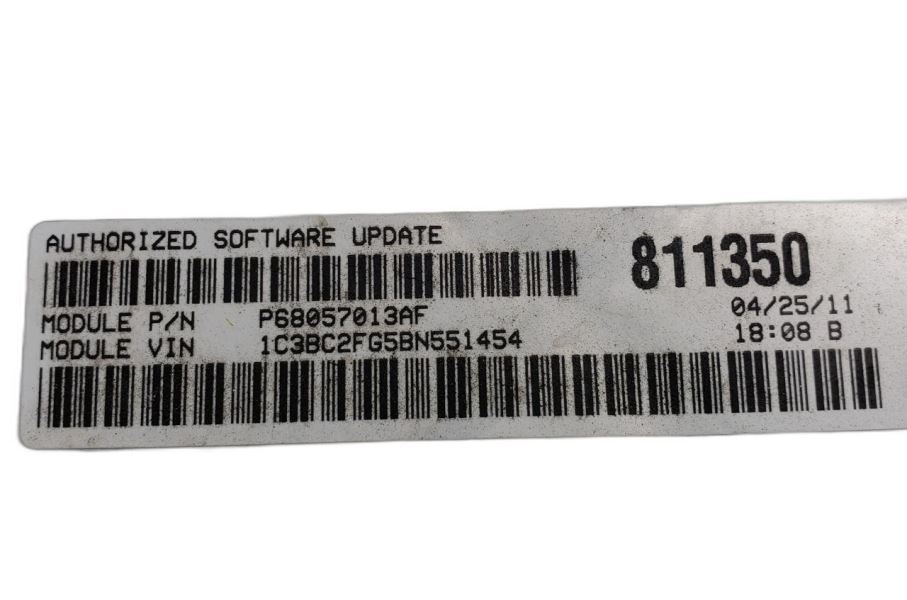 AUTHORIZED SOFTWARE UPDATE
811350
MODULE P/N P68057013AF
04/25/11
MODULE VIN 1C3BC2FG5BN551454
18:08 B